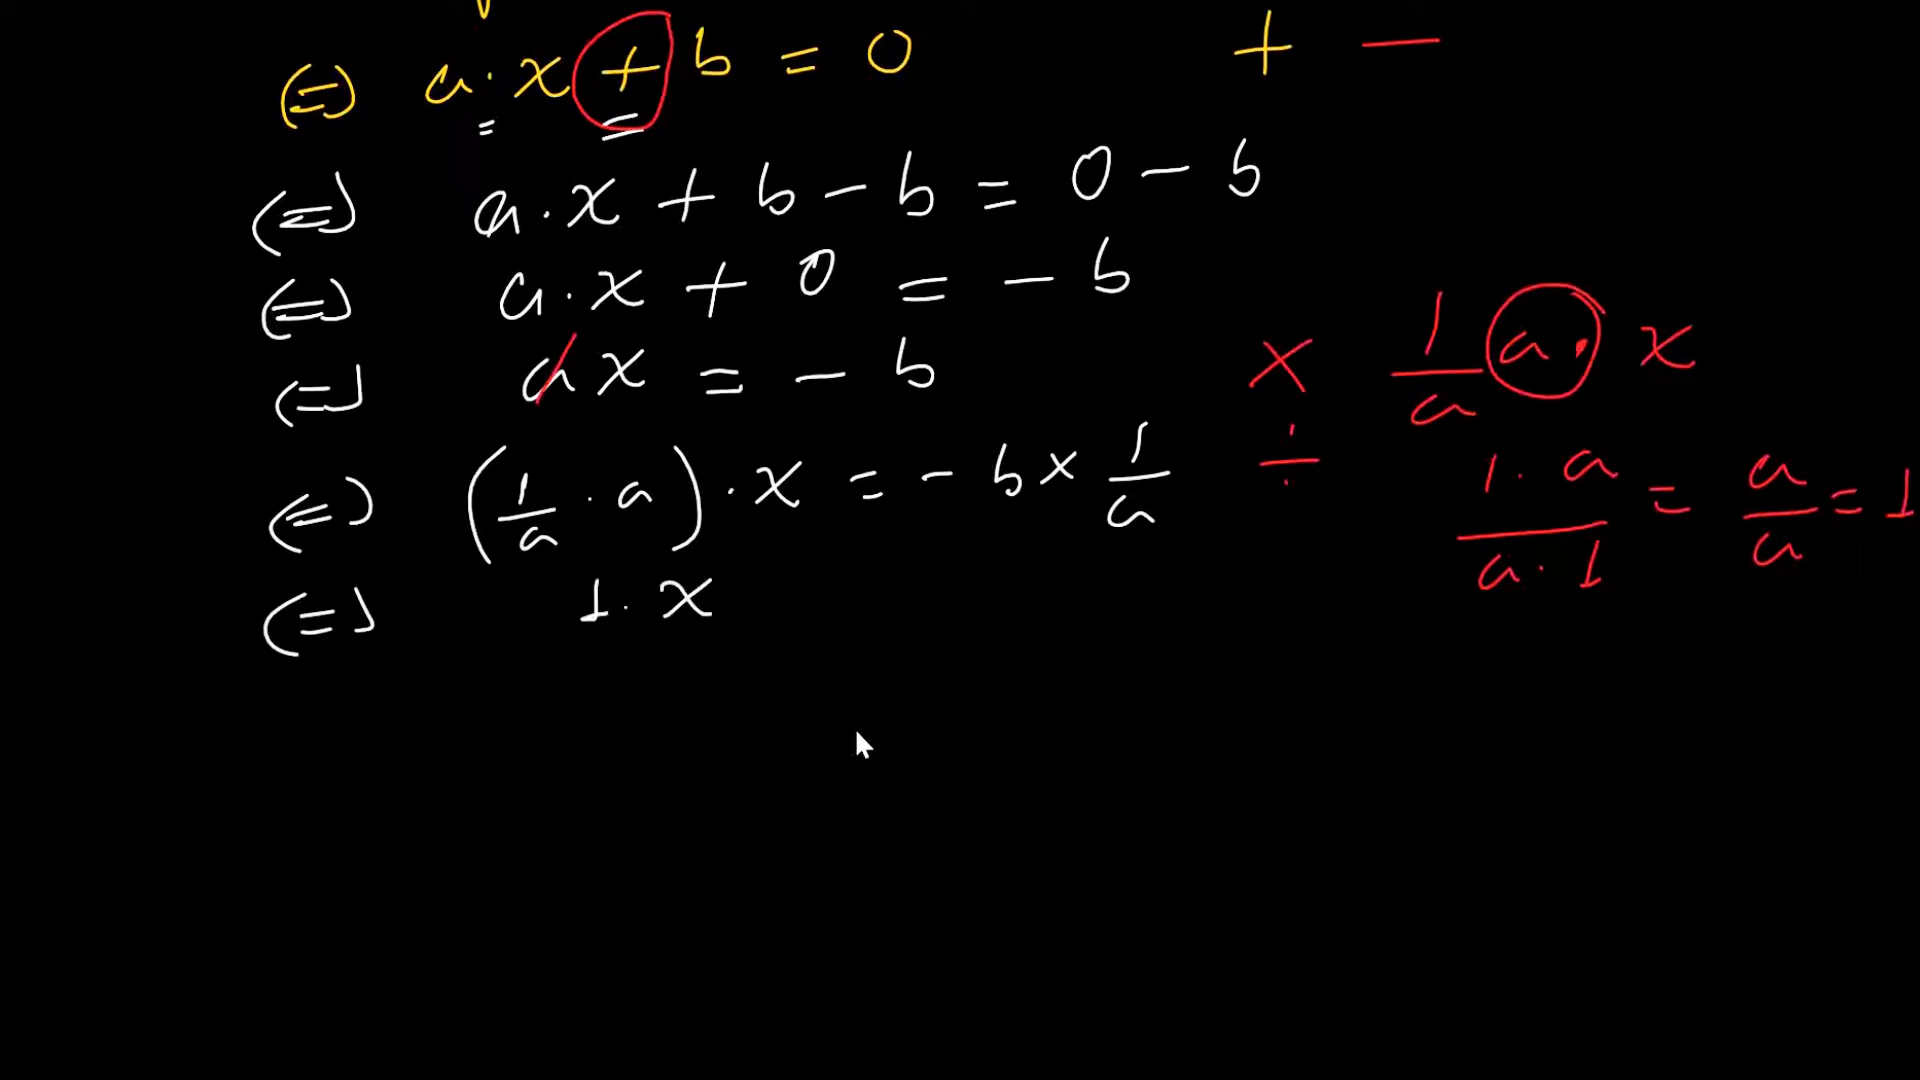 (=) a·x + b = 0 + —
=
(=) a·x + b - b = 0 - b
(=) a·x + 0 = - b
(=) ax = - b
× 1/a a· x
(=) (1/a · a) · x = - b × 1/a
÷ 1·a / a·1 = a/a = 1
(=) 1· x